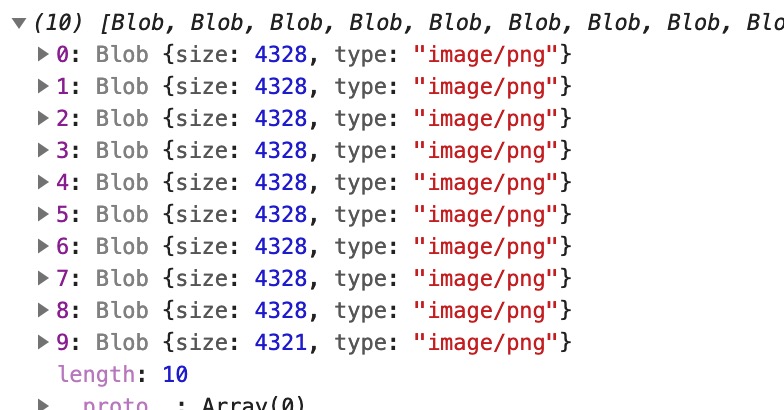 (10) [Blob, Blob, Blob, Blob, Blob, Blob, Blob, Blob, Blo
0: Blob {size: 4328, type: "image/png"}
1: Blob {size: 4328, type: "image/png"}
2: Blob {size: 4328, type: "image/png"}
3: Blob {size: 4328, type: "image/png"}
4: Blob {size: 4328, type: "image/png"}
5: Blob {size: 4328, type: "image/png"}
6: Blob {size: 4328, type: "image/png"}
7: Blob {size: 4328, type: "image/png"}
8: Blob {size: 4328, type: "image/png"}
9: Blob {size: 4321, type: "image/png"}
length: 10
proto : Array(0)